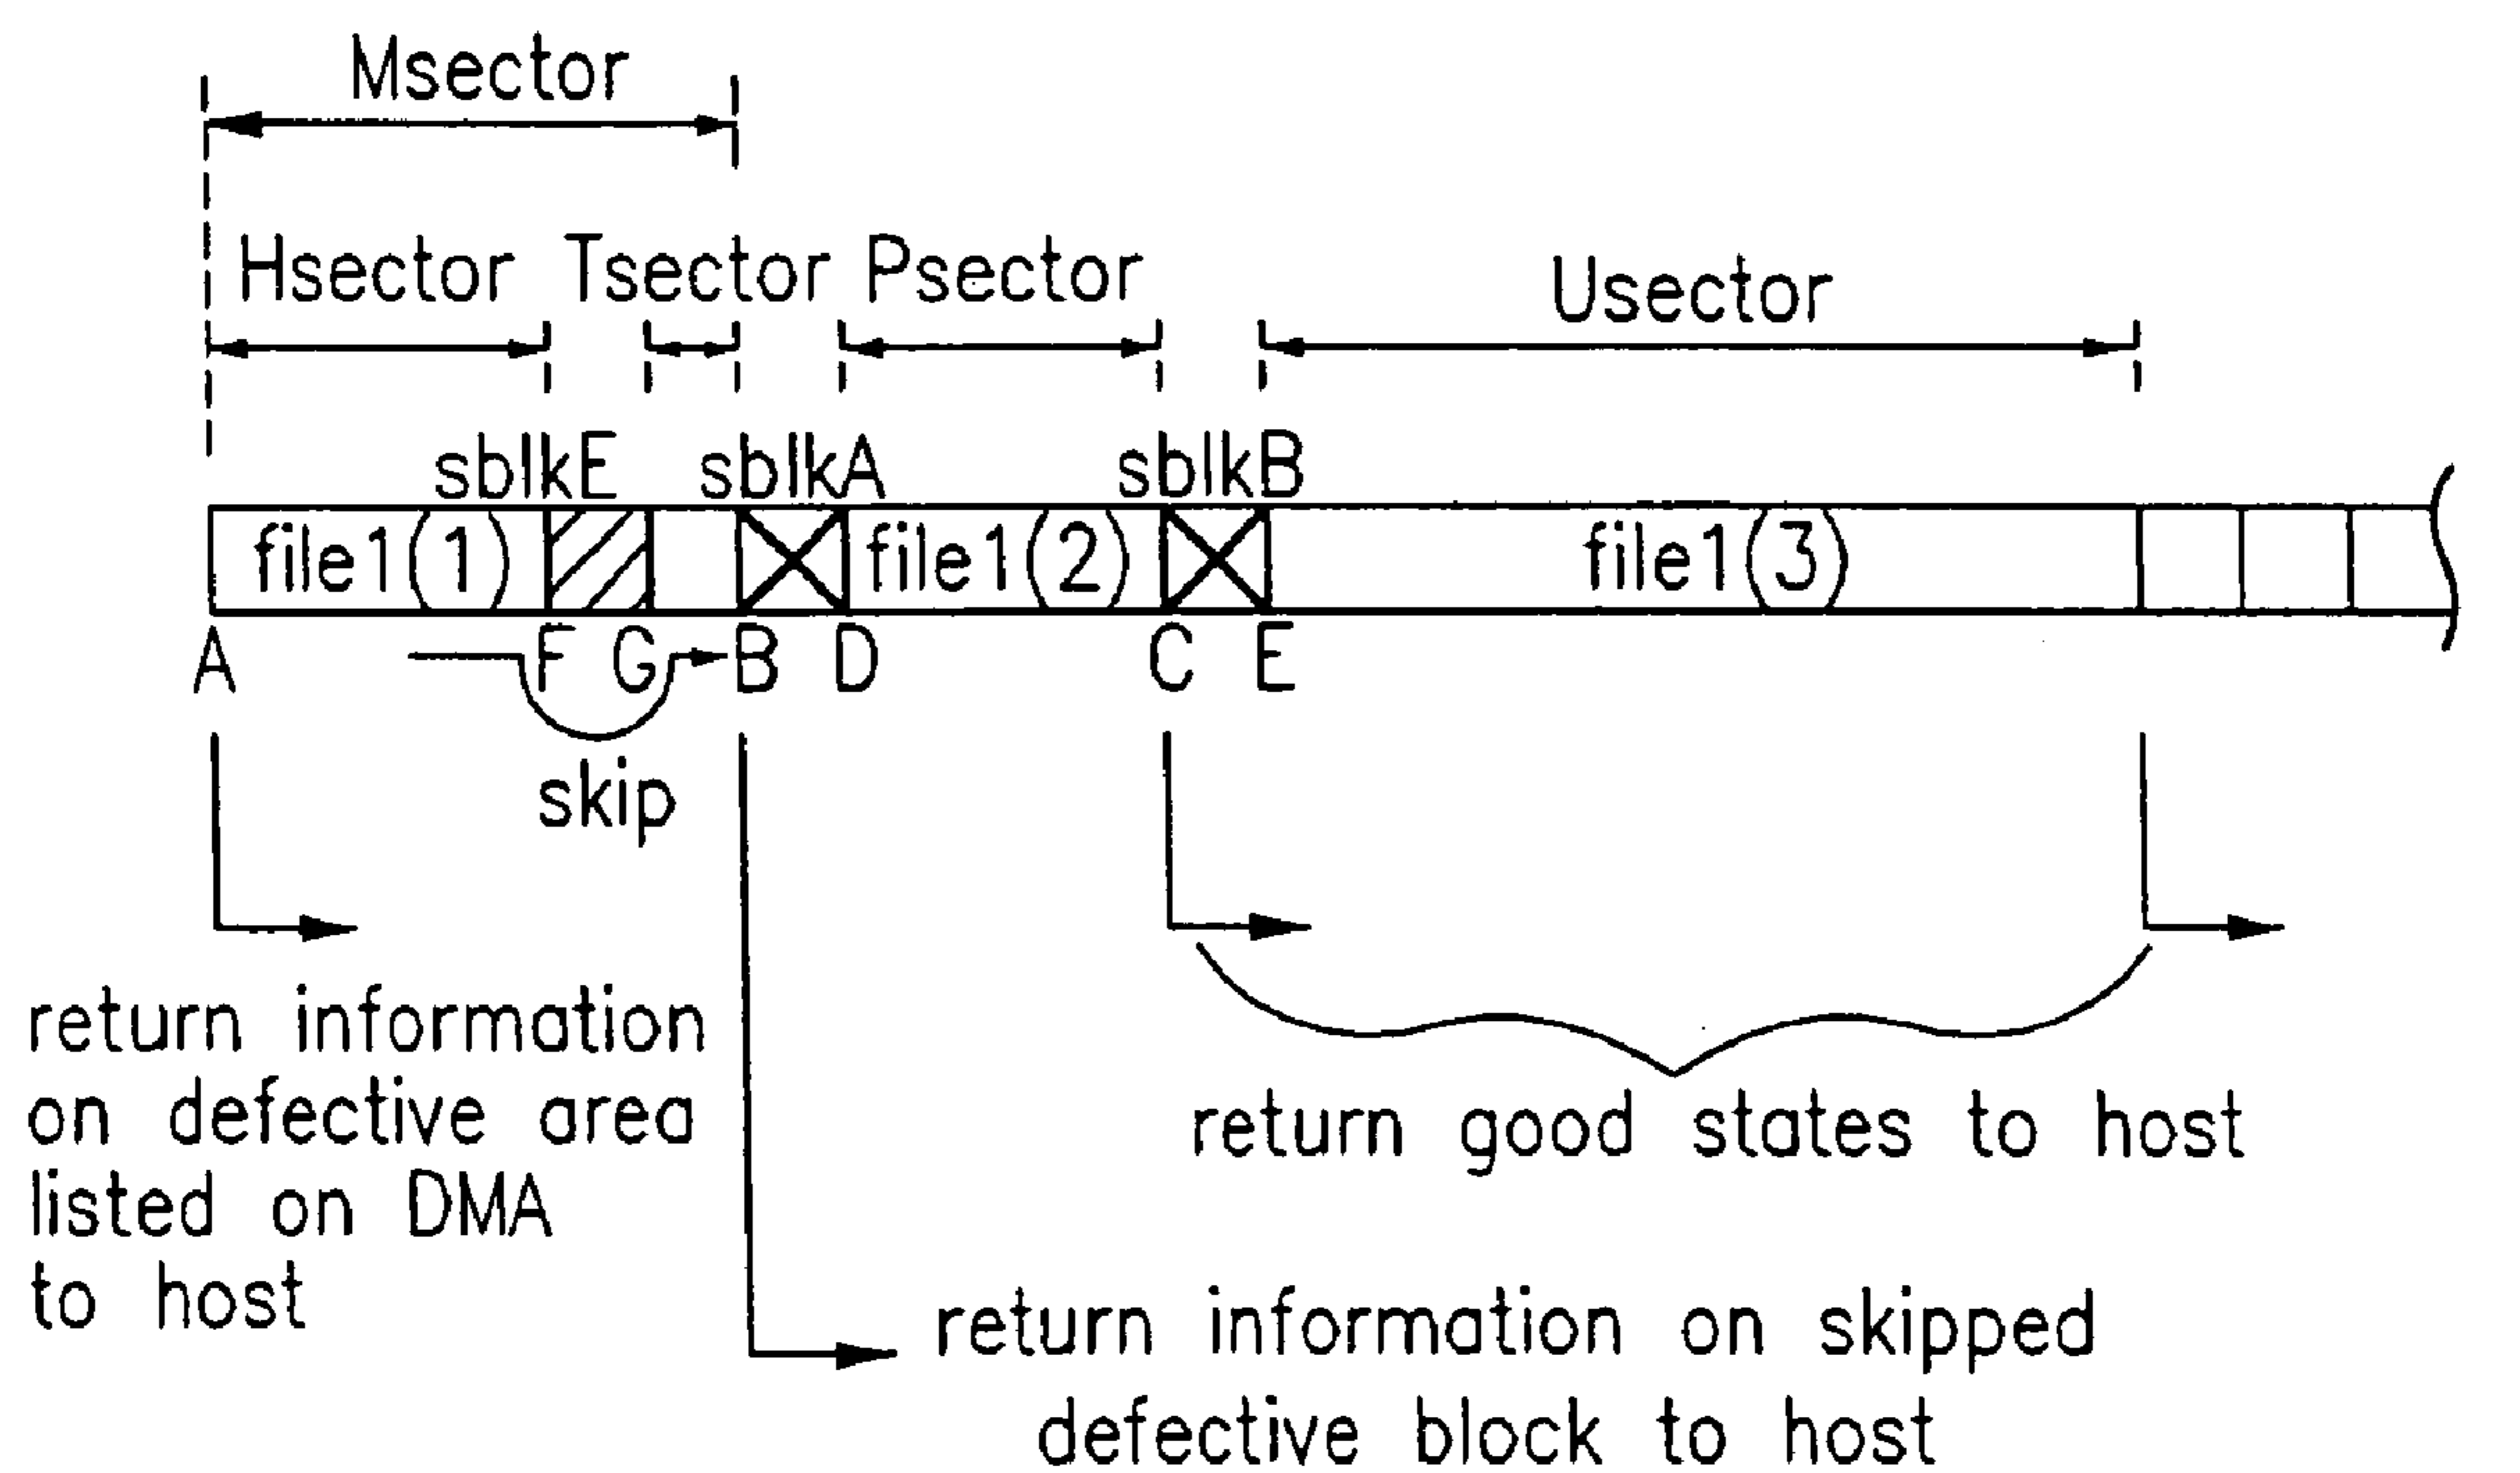 Msector
Hsector Tsector Psector
Usector
sblkE sblkA sblkB
file1(1) file1(2) file1(3)
A F G B D C E
skip
return information
on defective area
listed on DMA
to host
return good states to host
return information on skipped
defective block to host